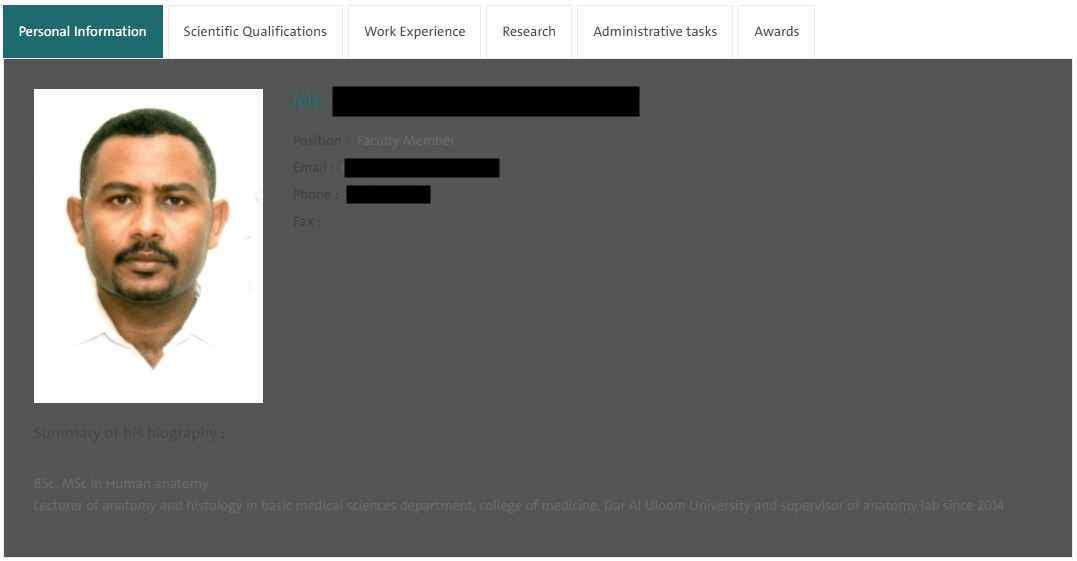 Personal Information
Scientific Qualifications
Work Experience
Research
Administrative tasks
Awards
Position : Faculty Member
Email :
Phone :
Fax :
Summary of his biography :
BSc. MSc in Human anatomy
Lecturer of anatomy and histology in basic medical sciences department, college of medicine, Dar Al Uloom University and supervisor of anatomy lab since 2014